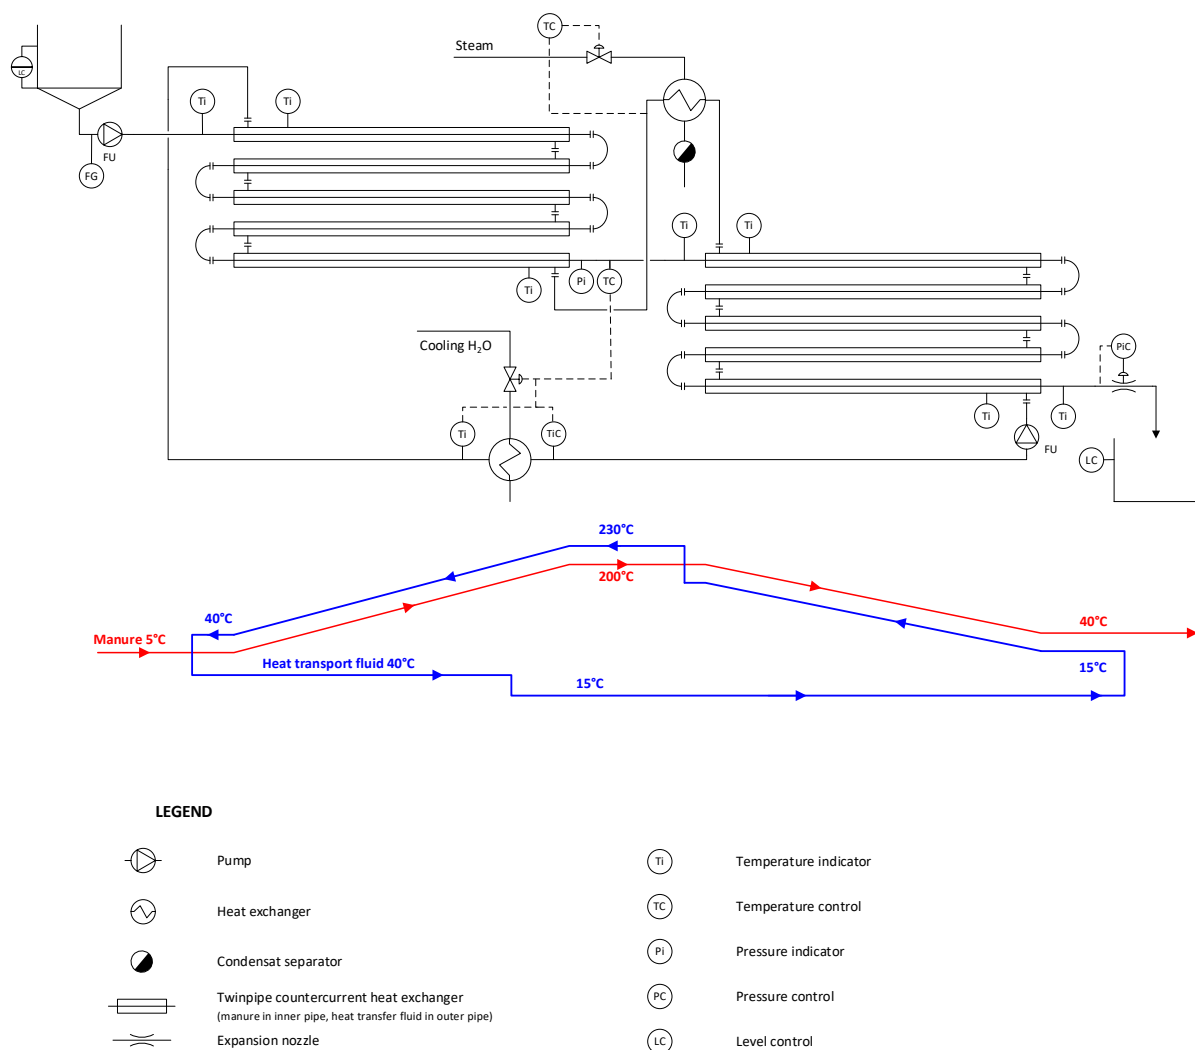 TC
Steam
LC
Ti
Ti
FU
FG
Ti
Ti
Ti
Pi
TC
Cooling H₂O
PiC
Ti
TiC
Ti
Ti
FU
LC
230°C
200°C
40°C
Manure 5°C
40°C
Heat transport fluid 40°C
15°C
15°C
LEGEND
Pump
Ti
Temperature indicator
Heat exchanger
TC
Temperature control
Condensat separator
Pi
Pressure indicator
Twinpipe countercurrent heat exchanger
(manure in inner pipe, heat transfer fluid in outer pipe)
PC
Pressure control
Expansion nozzle
LC
Level control